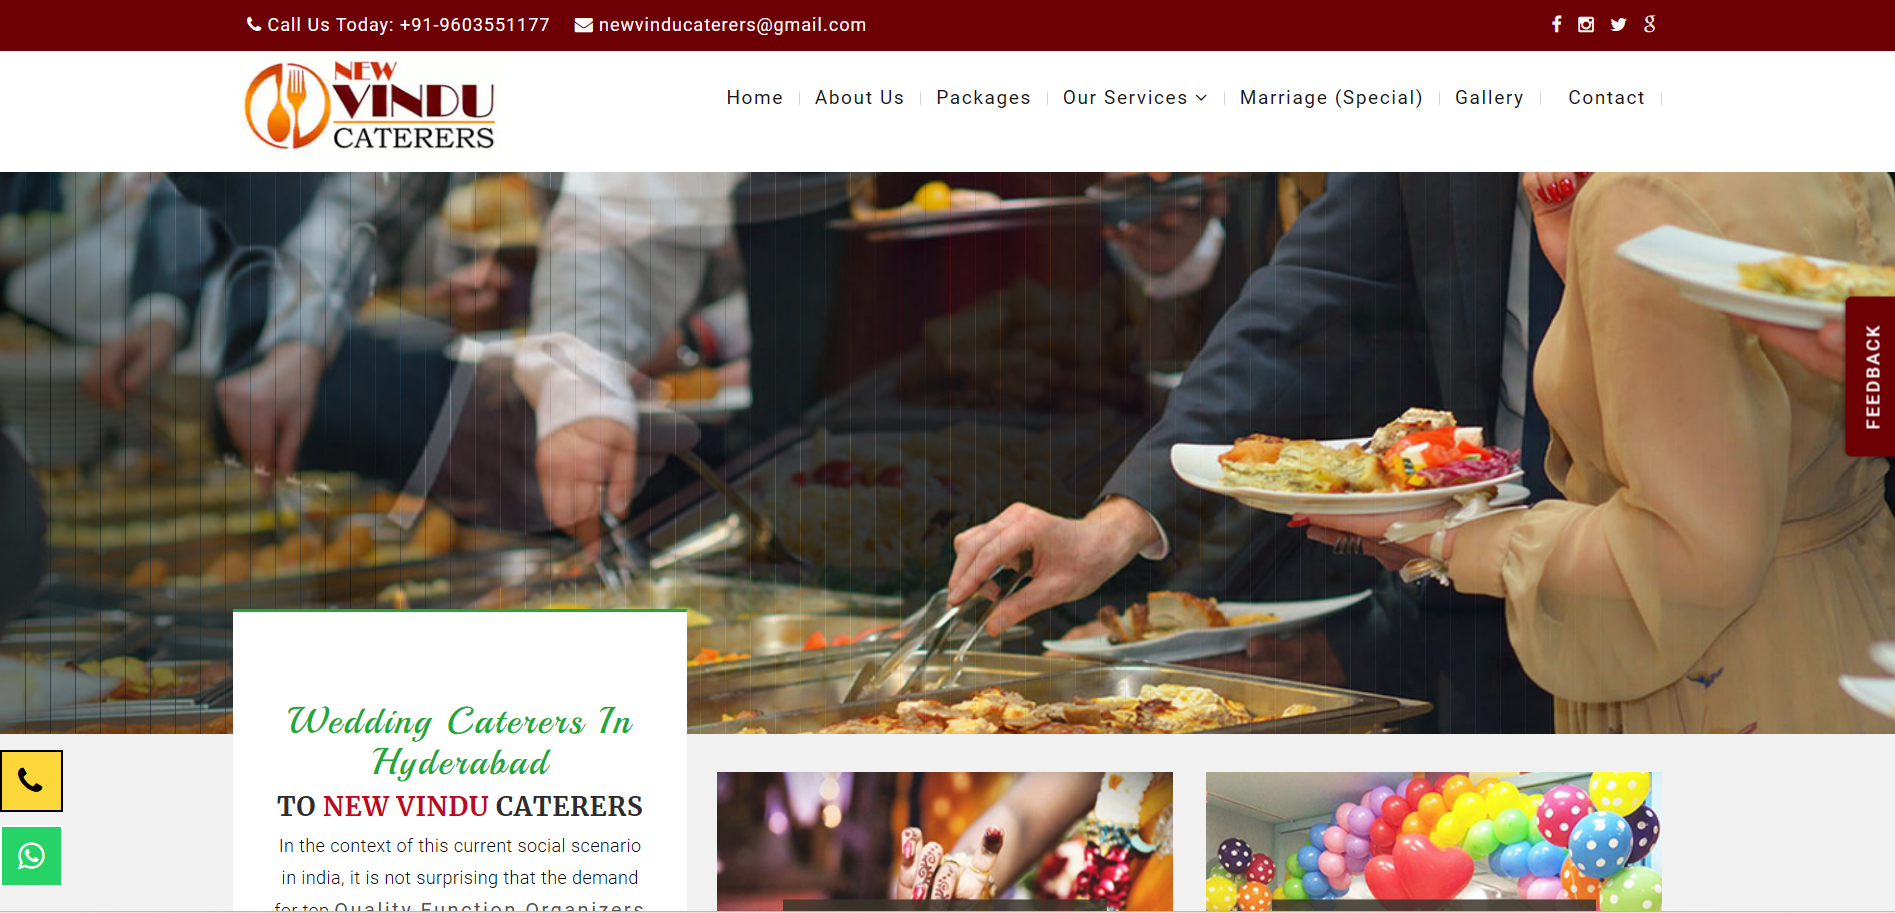 Call Us Today: +91-9603551177 newvinducaterers@gmail.com
NEW
VINDU
CATERERS
Home About Us Packages Our Services Marriage (Special) Gallery Contact
FEEDBACK
Wedding Caterers In
Hyderabad
TO NEW VINDU CATERERS
In the context of this current social scenario
in india, it is not surprising that the demand
for top Quality Function Organizers